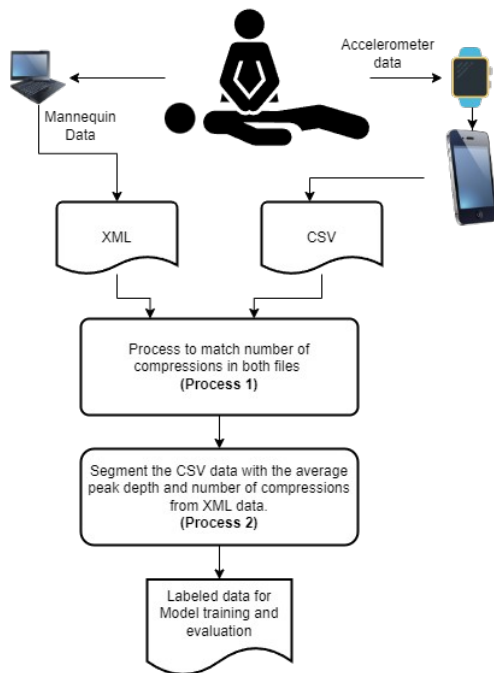 Accelerometer
data
Mannequin
Data
XML
CSV
Process to match number of
compressions in both files
(Process 1)
Segment the CSV data with the average
peak depth and number of compressions
from XML data.
(Process 2)
Labeled data for
Model training and
evaluation